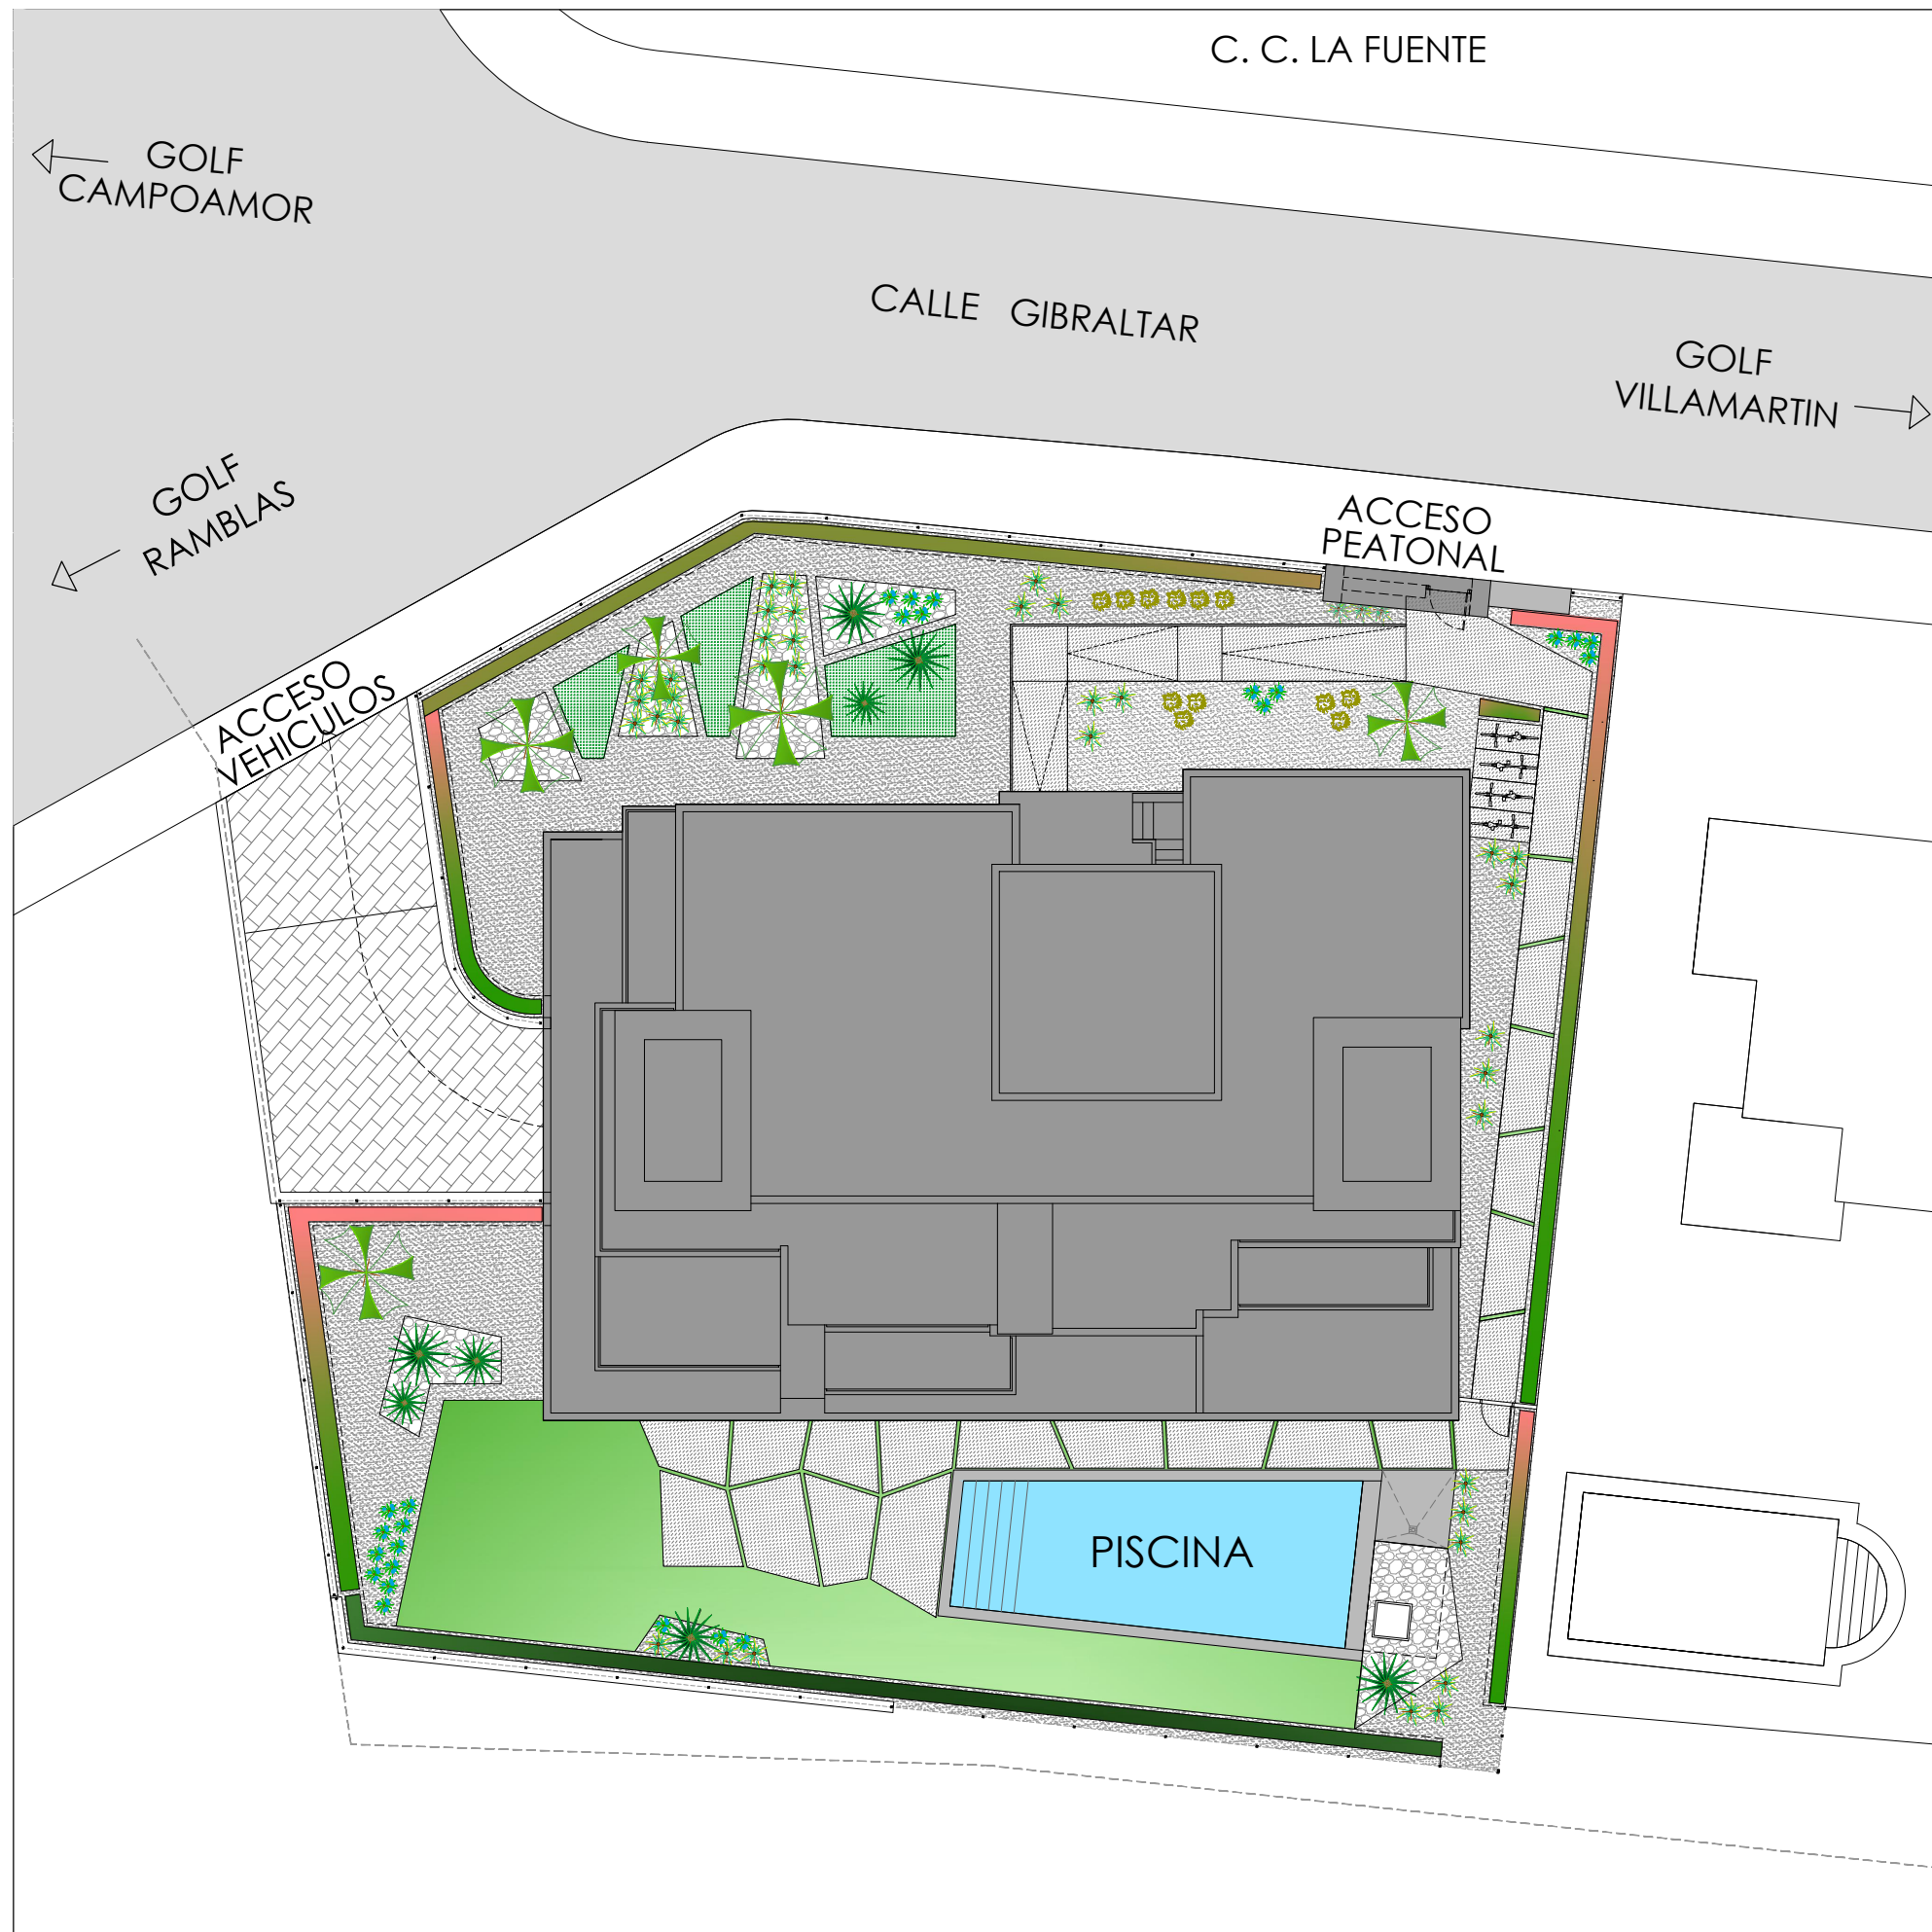 C. C. LA FUENTE
GOLF
CAMPOAMOR
CALLE GIBRALTAR
GOLF
VILLAMARTIN
GOLF
RAMBLAS
ACCESO
PEATONAL
ACCESO
VEHICULOS
PISCINA